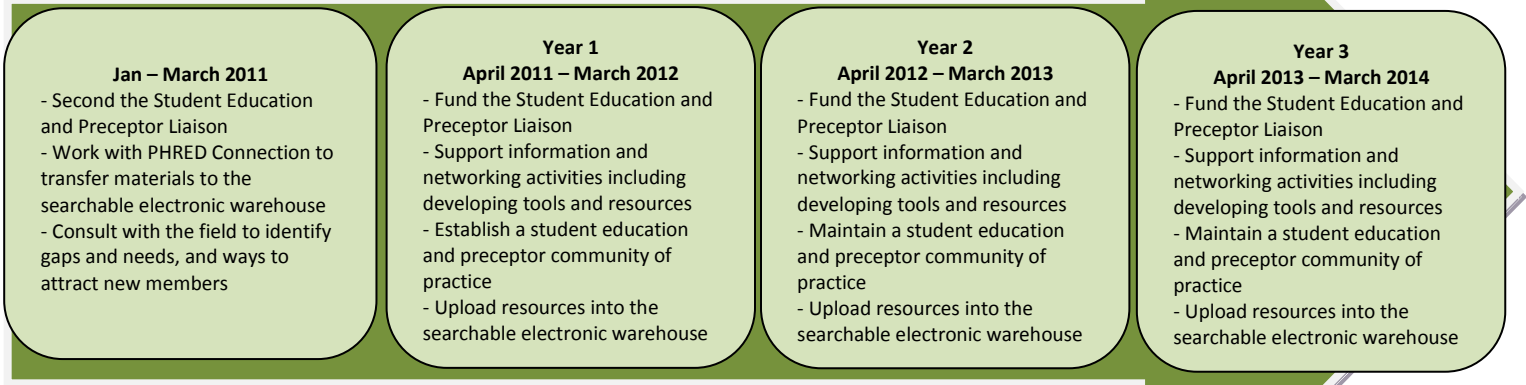 Jan – March 2011
- Second the Student Education
and Preceptor Liaison
- Work with PHRED Connection to
transfer materials to the
searchable electronic warehouse
- Consult with the field to identify
gaps and needs, and ways to
attract new members
Year 1
April 2011 – March 2012
- Fund the Student Education and
Preceptor Liaison
- Support information and
networking activities including
developing tools and resources
- Establish a student education
and preceptor community of
practice
- Upload resources into the
searchable electronic warehouse
Year 2
April 2012 – March 2013
- Fund the Student Education and
Preceptor Liaison
- Support information and
networking activities including
developing tools and resources
- Maintain a student education
and preceptor community of
practice
- Upload resources into the
searchable electronic warehouse
Year 3
April 2013 – March 2014
- Fund the Student Education and
Preceptor Liaison
- Support information and
networking activities including
developing tools and resources
- Maintain a student education
and preceptor community of
practice
- Upload resources into the
searchable electronic warehouse